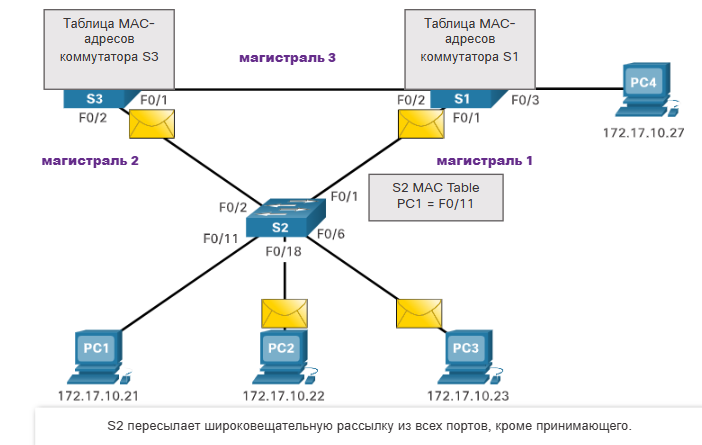 Таблица MAC-
адресов
коммутатора S3
Таблица MAC-
адресов
коммутатора S1
магистраль 3
S3
F0/1
F0/2
S1
F0/3
PC4
F0/2
F0/1
172.17.10.27
магистраль 2
магистраль 1
S2 MAC Table
PC1 = F0/11
F0/1
F0/2
S2
F0/6
F0/11
F0/18
PC1
PC2
PC3
172.17.10.21
172.17.10.22
172.17.10.23
S2 пересылает широковещательную рассылку из всех портов, кроме принимающего.